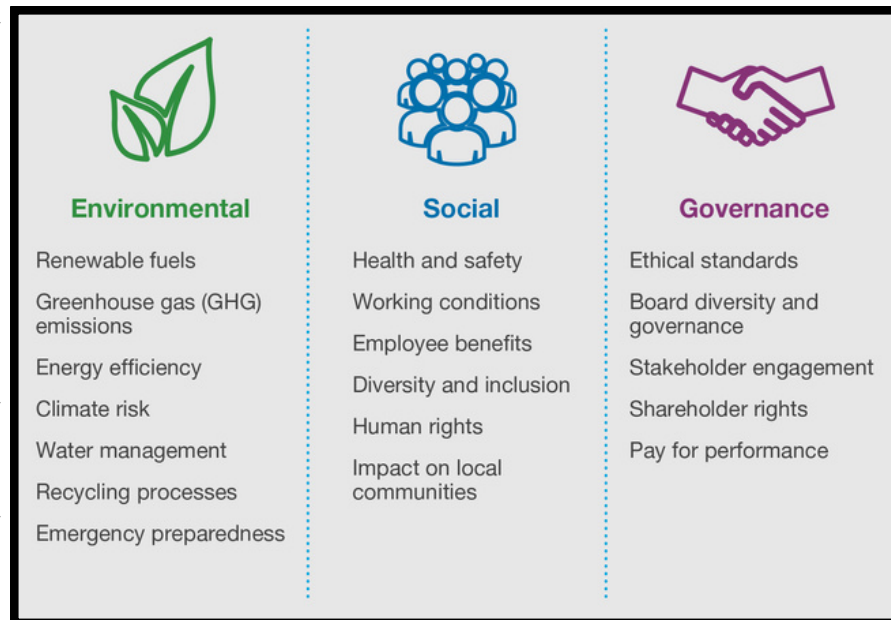 Environmental
Renewable fuels
Greenhouse gas (GHG)
emissions
Energy efficiency
Climate risk
Water management
Recycling processes
Emergency preparedness
Social
Health and safety
Working conditions
Employee benefits
Diversity and inclusion
Human rights
Impact on local
communities
Governance
Ethical standards
Board diversity and
governance
Stakeholder engagement
Shareholder rights
Pay for performance